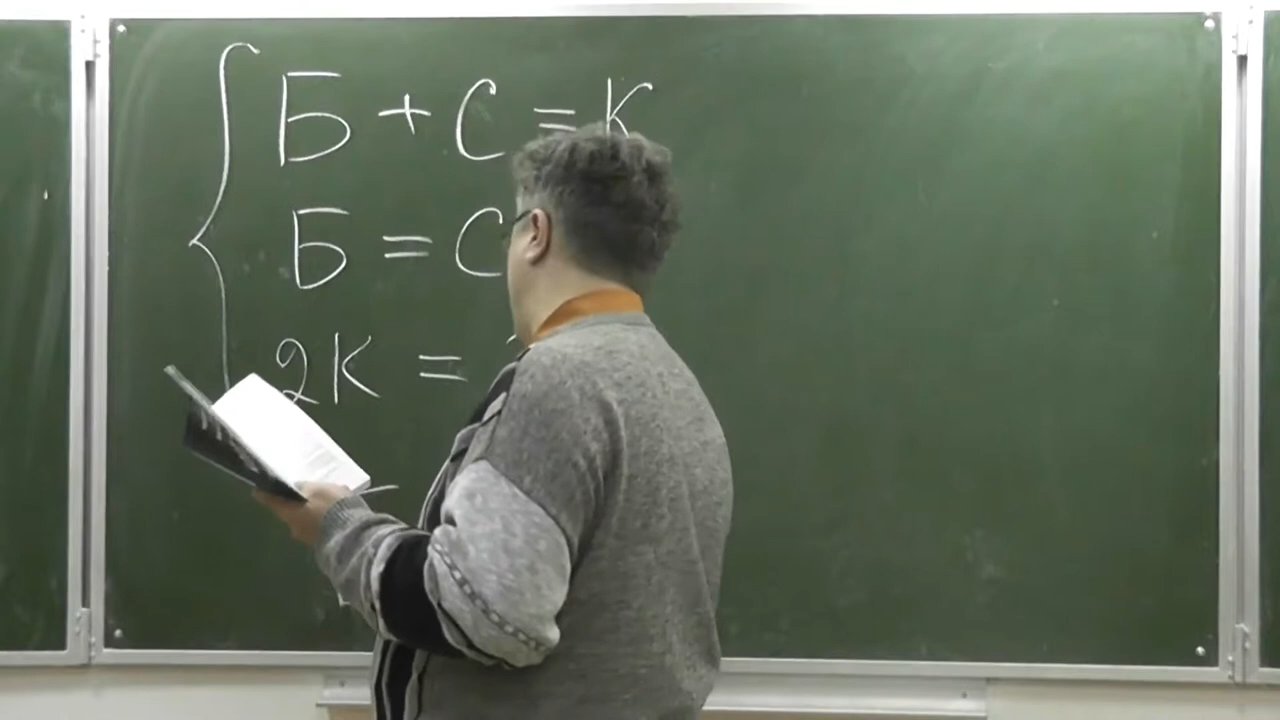 Б + С = К
Б = С
2К =